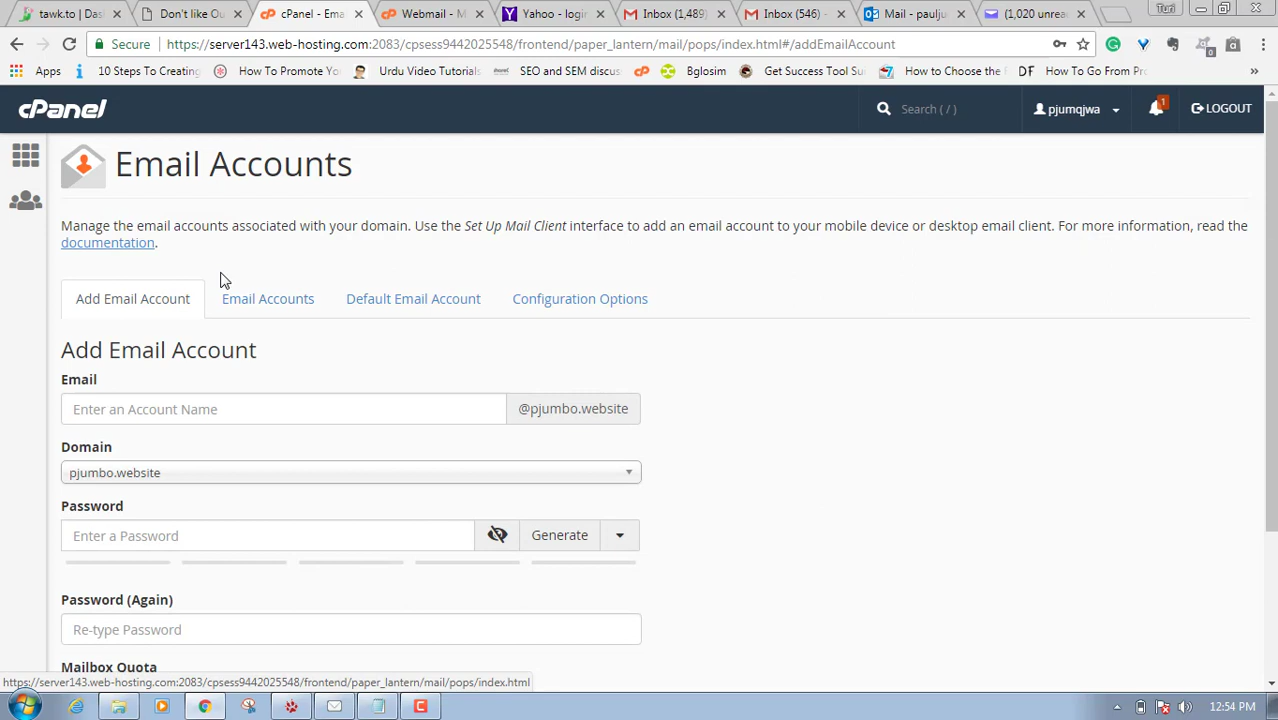 tawk.to | Das
Don't like Ou
cPanel - Ema
Webmail - M
Yahoo - login
Inbox (1,489)
Inbox (546) -
Mail - pauljum
(1,020 unrea
Turi
Secure
https://server143.web-hosting.com:2083/cpsess9442025548/frontend/paper_lantern/mail/pops/index.html#/addEmailAccount
Apps
10 Steps To Creating
How To Promote Yo
Urdu Video Tutorials
SEO and SEM discus
Bglosim
Get Success Tool Su
How to Choose the R
DF How To Go From Pro
»
cPanel
Search ( / )
pjumqjwa
1
LOGOUT
Email Accounts
Manage the email accounts associated with your domain. Use the Set Up Mail Client interface to add an email account to your mobile device or desktop email client. For more information, read the
documentation.
Add Email Account
Email Accounts
Default Email Account
Configuration Options
Add Email Account
Email
Enter an Account Name
@pjumbo.website
Domain
pjumbo.website
Password
Enter a Password
Generate
Password (Again)
Re-type Password
Mailbox Quota
https://server143.web-hosting.com:2083/cpsess9442025548/frontend/paper_lantern/mail/pops/index.html
12:54 PM